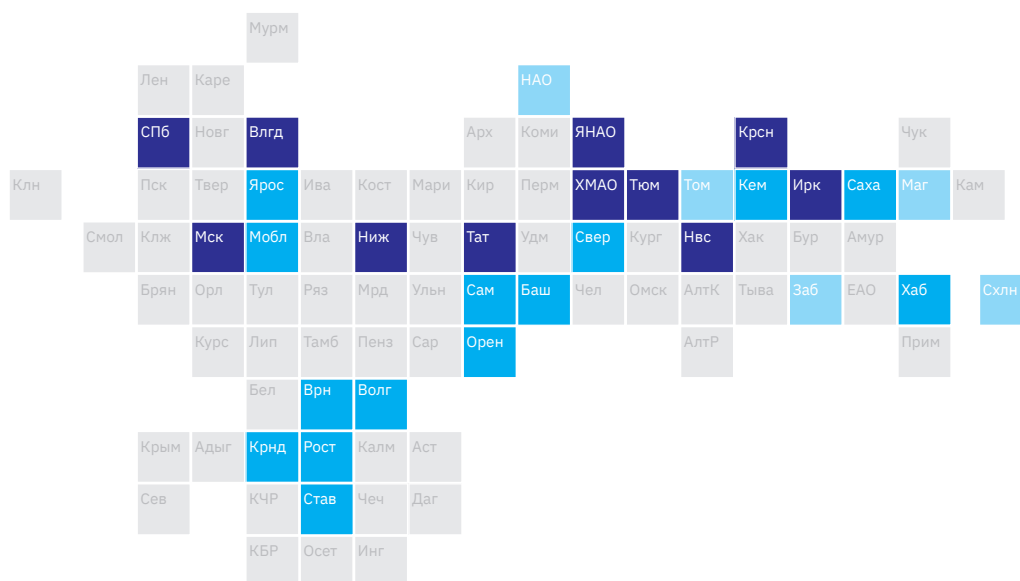 Мурм
Лен Каре НАО
СПб Новг Влгд Арх Коми ЯНАО Крсн Чук
Клн Пск Твер Ярос Ива Кост Мари Кир Перм ХМАО Тюм Том Кем Ирк Саха Маг Кам
Смол Клж Мск Мобл Вла Ниж Чув Тат Удм Свер Кург Нвс Хак Бур Амур
Брян Орл Тул Ряз Мрд Ульн Сам Баш Чел Омск АлтК Тыва Заб ЕАО Хаб Схлн
Курс Лип Тамб Пенз Сар Орен АлтР Прим
Бел Врн Волг
Крым Адыг Крнд Рост Калм Аст
Сев КЧР Став Чеч Даг
КБР Осет Инг